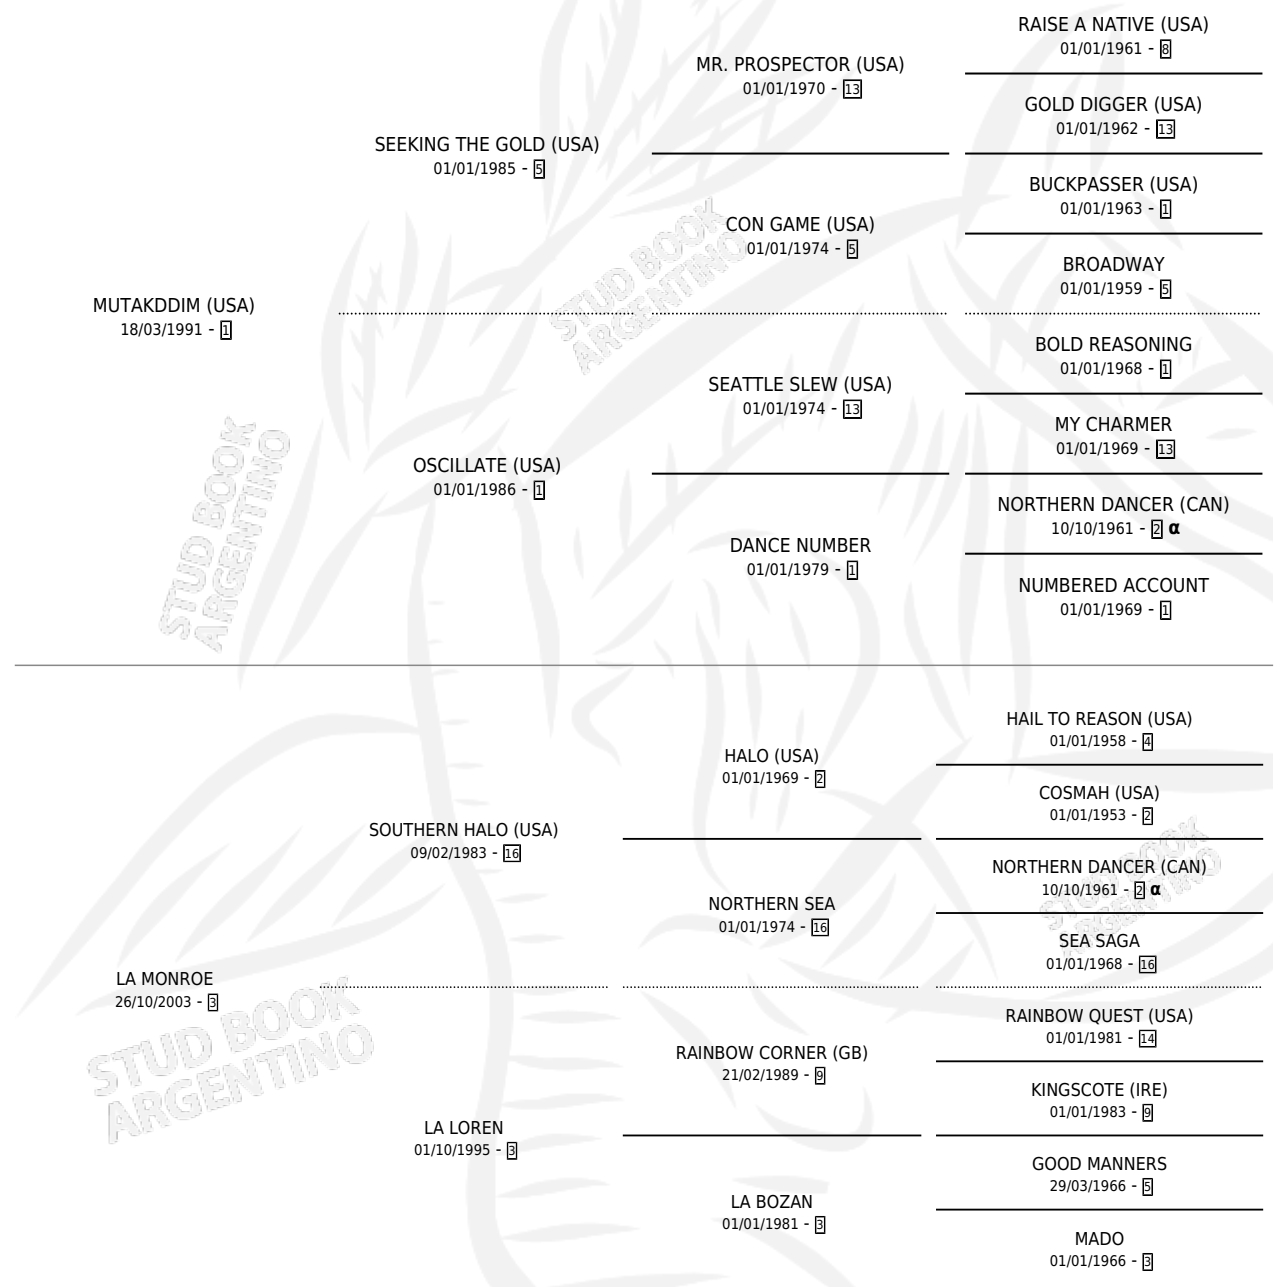 RAISE A NATIVE (USA)
01/01/1961 - 8
MR. PROSPECTOR (USA)
01/01/1970 - 13
GOLD DIGGER (USA)
01/01/1962 - 13
SEEKING THE GOLD (USA)
01/01/1985 - 5
BUCKPASSER (USA)
01/01/1963 - 1
CON GAME (USA)
01/01/1974 - 5
BROADWAY
01/01/1959 - 5
MUTAKDDIM (USA)
18/03/1991 - 1
BOLD REASONING
01/01/1968 - 1
SEATTLE SLEW (USA)
01/01/1974 - 13
MY CHARMER
01/01/1969 - 13
OSCILLATE (USA)
01/01/1986 - 1
NORTHERN DANCER (CAN)
10/10/1961 - 2 α
DANCE NUMBER
01/01/1979 - 1
NUMBERED ACCOUNT
01/01/1969 - 1
HAIL TO REASON (USA)
01/01/1958 - 4
HALO (USA)
01/01/1969 - 2
COSMAH (USA)
01/01/1953 - 2
SOUTHERN HALO (USA)
09/02/1983 - 16
NORTHERN DANCER (CAN)
10/10/1961 - 2 α
NORTHERN SEA
01/01/1974 - 16
SEA SAGA
01/01/1968 - 16
LA MONROE
26/10/2003 - 3
RAINBOW QUEST (USA)
01/01/1981 - 14
RAINBOW CORNER (GB)
21/02/1989 - 9
KINGSCOTE (IRE)
01/01/1983 - 9
LA LOREN
01/10/1995 - 3
GOOD MANNERS
29/03/1966 - 5
LA BOZAN
01/01/1981 - 3
MADO
01/01/1966 - 3
STUD BOOK
ARGENTINO
STUD BOOK
ARGENTINO
STUD BOOK
ARGENTINO
STUD BOOK
ARGENTINO